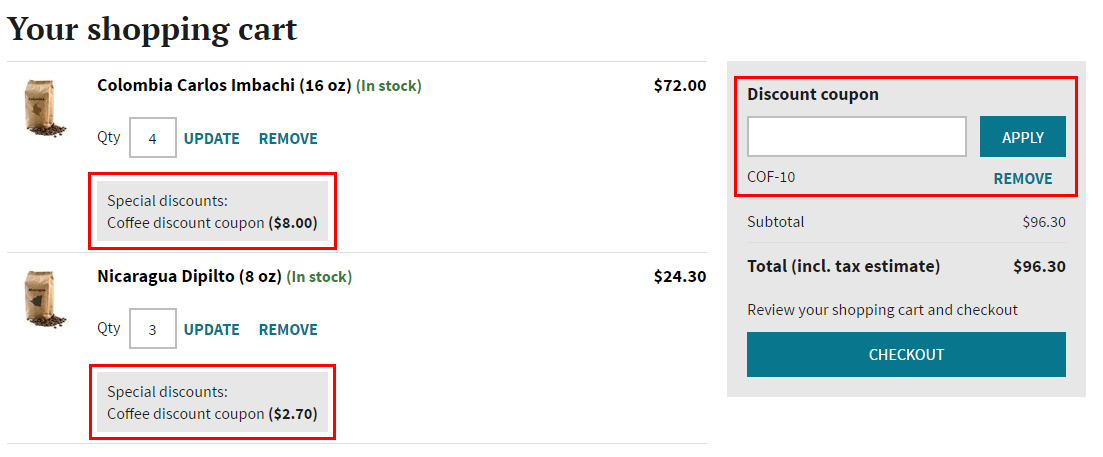 Your shopping cart
Colombia Carlos Imbachi (16 oz) (In stock) $72.00
Qty 4 UPDATE REMOVE
Special discounts:
Coffee discount coupon ($8.00)
Nicaragua Dipilto (8 oz) (In stock) $24.30
Qty 3 UPDATE REMOVE
Special discounts:
Coffee discount coupon ($2.70)
Discount coupon
APPLY
COF-10 REMOVE
Subtotal $96.30
Total (incl. tax estimate) $96.30
Review your shopping cart and checkout
CHECKOUT